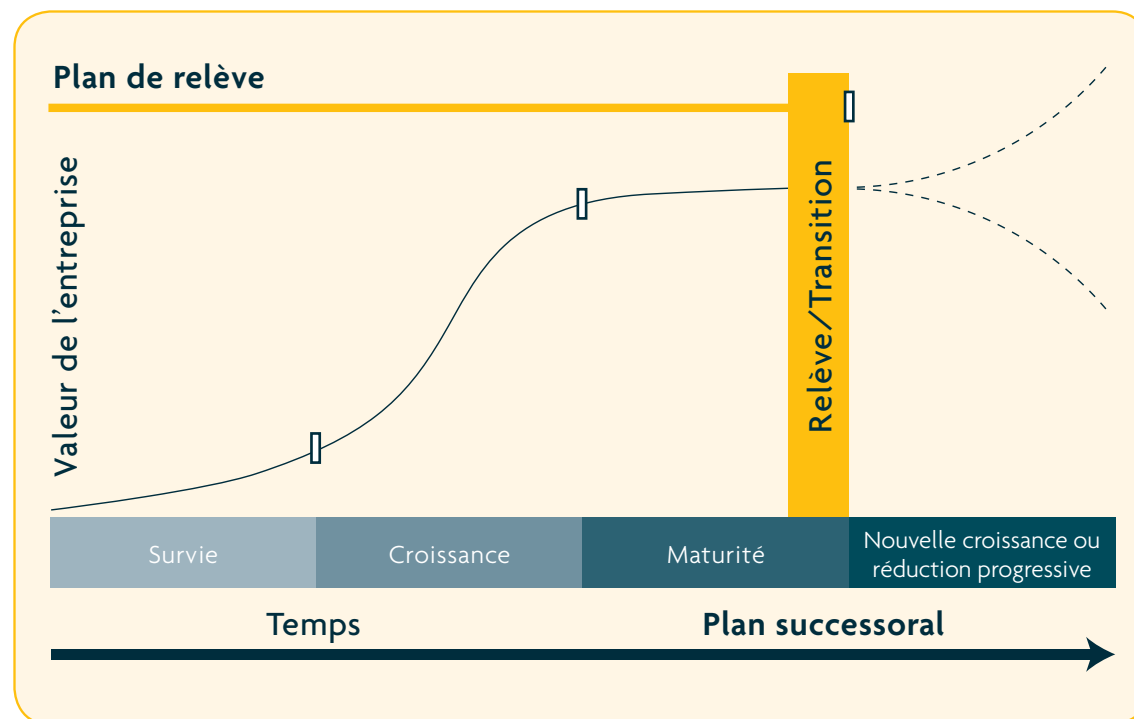 Plan de relève
Valeur de l’entreprise
Relève/Transition
Survie
Croissance
Maturité
Nouvelle croissance ou
réduction progressive
Temps
Plan successoral